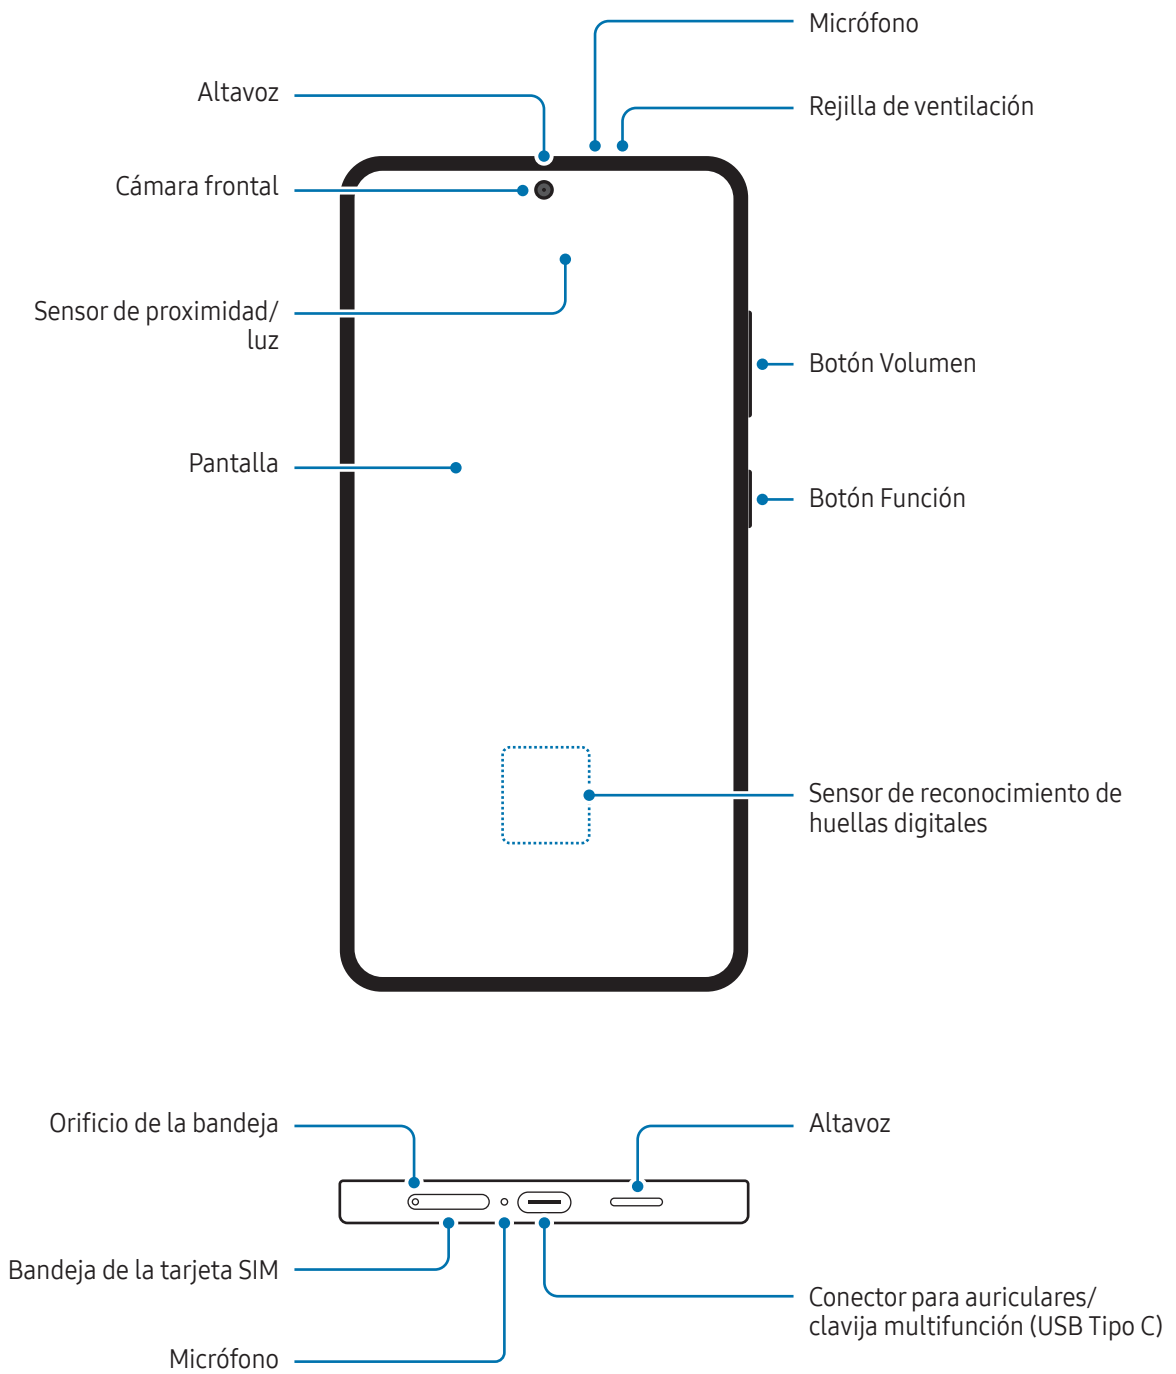 Micrófono
Altavoz
Rejilla de ventilación
Cámara frontal
Sensor de proximidad/
luz
Botón Volumen
Pantalla
Botón Función
Sensor de reconocimiento de
huellas digitales
Orificio de la bandeja
Altavoz
Bandeja de la tarjeta SIM
Conector para auriculares/
clavija multifunción (USB Tipo C)
Micrófono